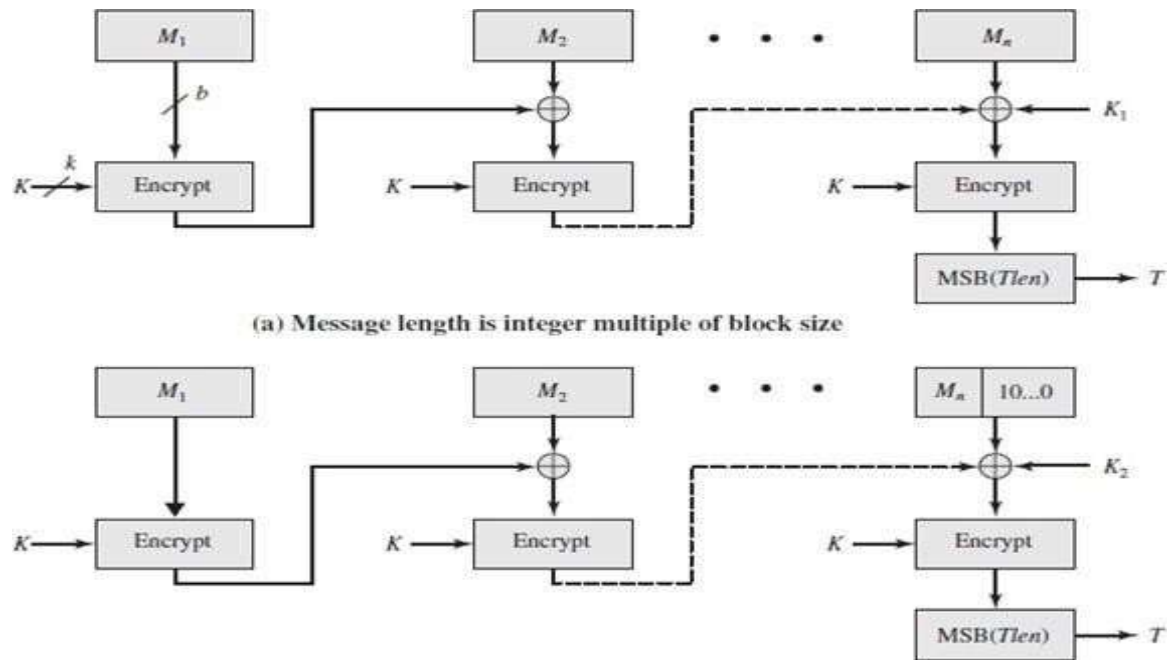 M₁ M₂ Mₙ
b
K₁
k
K Encrypt K Encrypt K Encrypt
MSB(Tlen) T
(a) Message length is integer multiple of block size
M₁ M₂ Mₙ 10...0
K₂
K Encrypt K Encrypt K Encrypt
MSB(Tlen) T